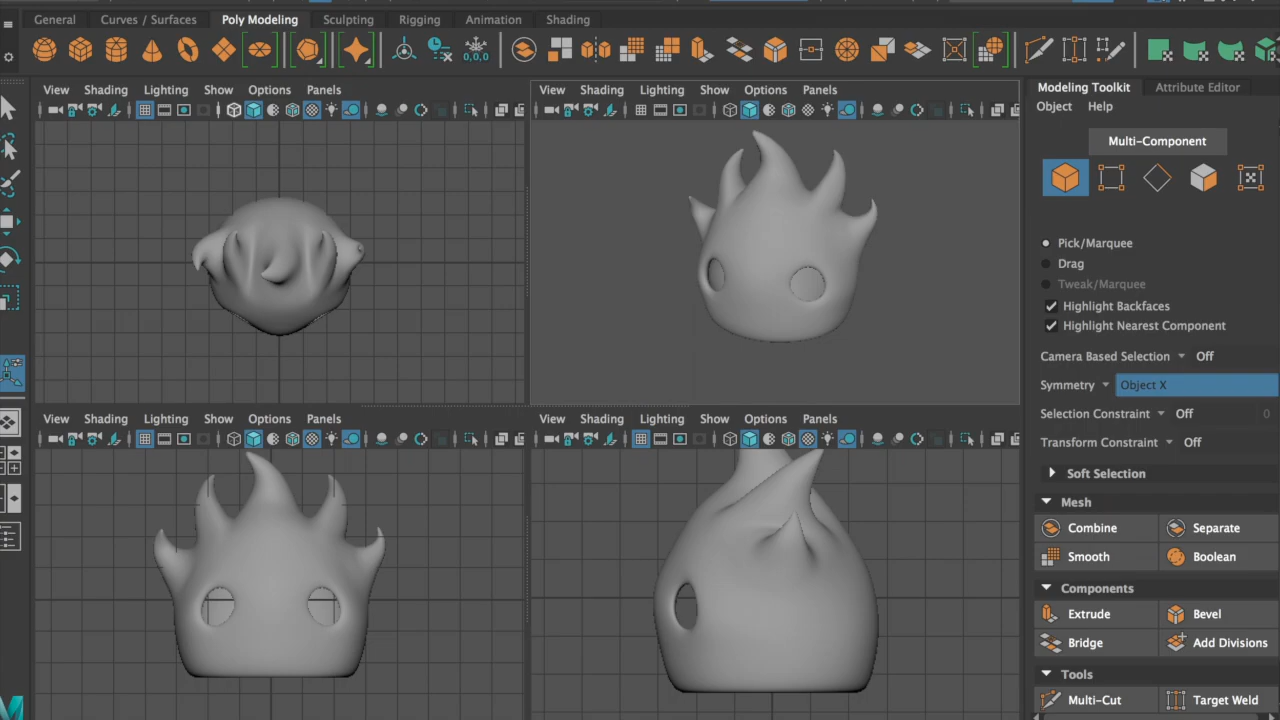 General Curves / Surfaces Poly Modeling Sculpting Rigging Animation Shading
0,0,0
View Shading Lighting Show Options Panels
View Shading Lighting Show Options Panels
View Shading Lighting Show Options Panels
View Shading Lighting Show Options Panels
Modeling Toolkit Attribute Editor
Object Help
Multi-Component
Pick/Marquee
Drag
Tweak/Marquee
Highlight Backfaces
Highlight Nearest Component
Camera Based Selection Off
Symmetry Object X
Selection Constraint Off 0
Transform Constraint Off
Soft Selection
Mesh
Combine Separate
Smooth Boolean
Components
Extrude Bevel
Bridge Add Divisions
Tools
Multi-Cut Target Weld